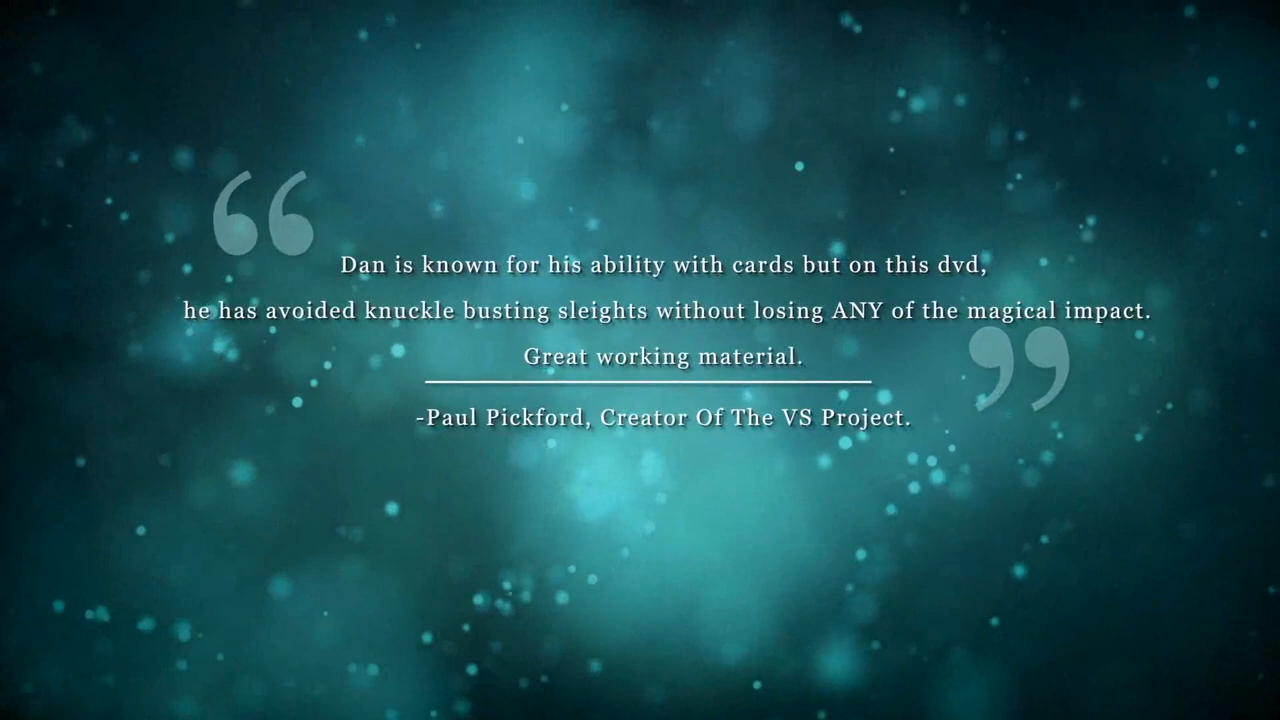 Dan is known for his ability with cards but on this dvd,
he has avoided knuckle busting sleights without losing ANY of the magical impact.
Great working material.
-Paul Pickford, Creator Of The VS Project.